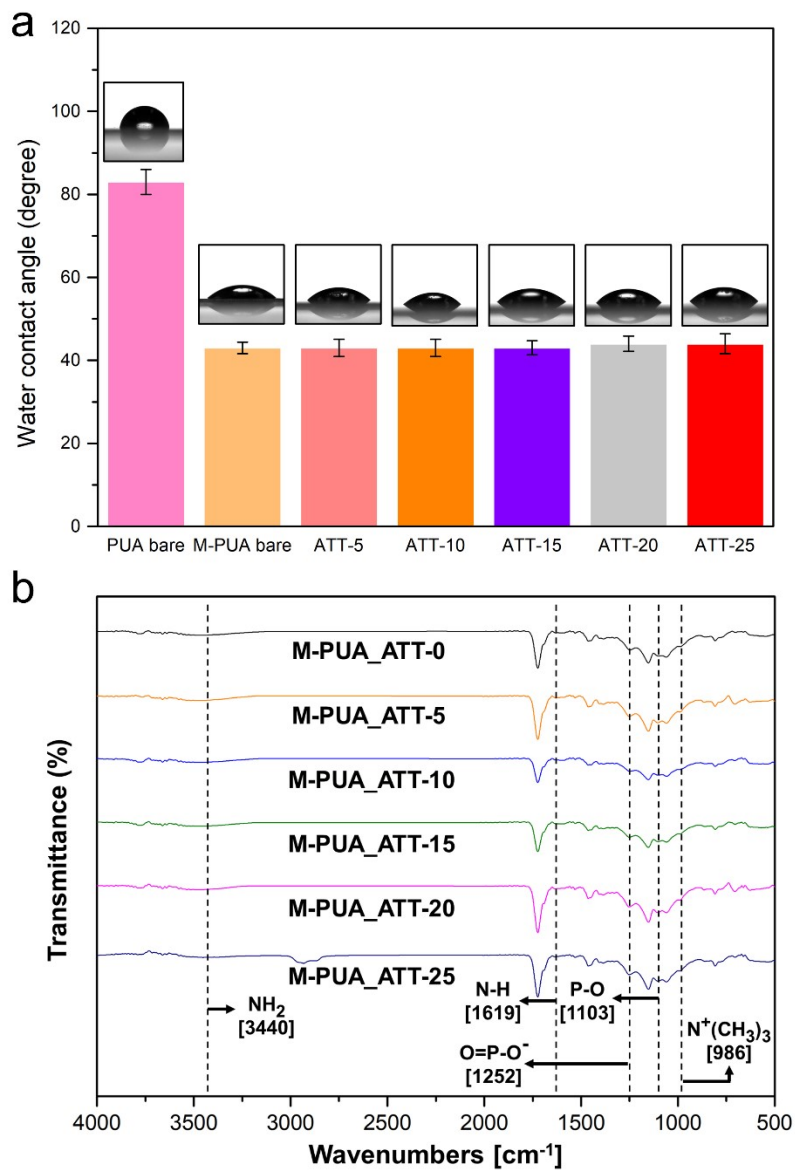 a
120
100
80
60
40
20
0
Water contact angle (degree)
PUA bare M-PUA bare ATT-5 ATT-10 ATT-15 ATT-20 ATT-25
b
M-PUA_ATT-0
M-PUA_ATT-5
M-PUA_ATT-10
M-PUA_ATT-15
M-PUA_ATT-20
M-PUA_ATT-25
Transmittance (%)
NH₂
[3440]
N-H
[1619]
P-O
[1103]
O=P-O⁻
[1252]
N⁺(CH₃)₃
[986]
4000 3500 3000 2500 2000 1500 1000 500
Wavenumbers [cm⁻¹]